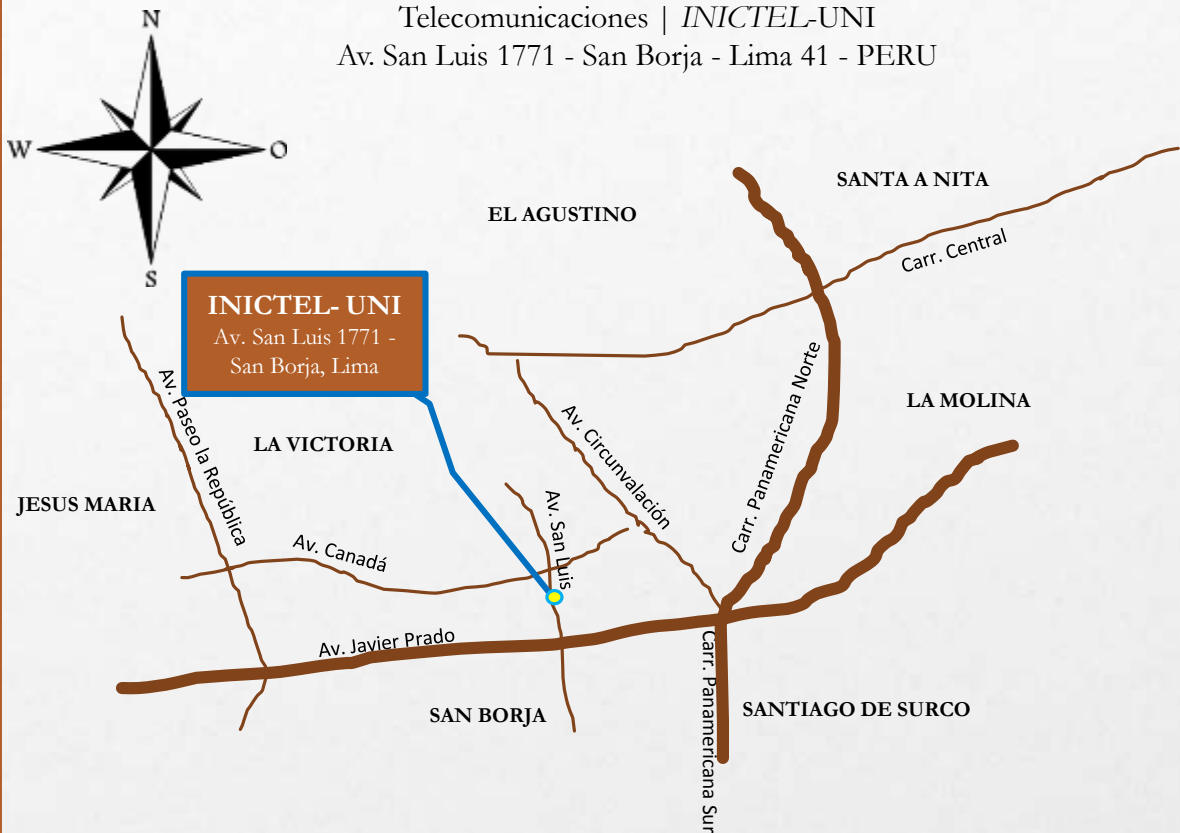 Telecomunicaciones | INICTEL-UNI
Av. San Luis 1771 - San Borja - Lima 41 - PERU
N
W
O
S
SANTA A NITA
EL AGUSTINO
Carr. Central
INICTEL- UNI
Av. San Luis 1771 -
San Borja, Lima
Av. Paseo la República
LA VICTORIA
Av. Circunvalación
Carr. Panamericana Norte
LA MOLINA
JESUS MARIA
Av. Canadá
Av. San Luis
Av. Javier Prado
Carr. Panamericana Sur
SAN BORJA
SANTIAGO DE SURCO